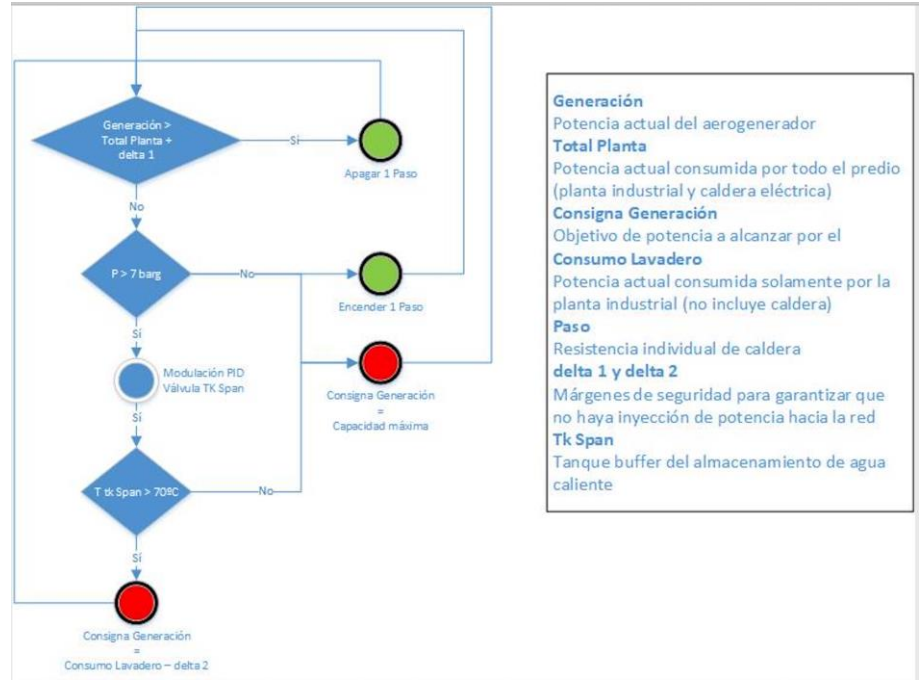 Generación >
Total Planta +
delta 1
Sí
Apagar 1 Paso
No
P > 7 barg
No
Encender 1 Paso
Sí
Modulación PID
Válvula TK Span
Consigna Generación
=
Capacidad máxima
Sí
T tk Span > 70ºC
No
Sí
Consigna Generación
=
Consumo Lavadero – delta 2
Generación
Potencia actual del aerogenerador
Total Planta
Potencia actual consumida por todo el predio
(planta industrial y caldera eléctrica)
Consigna Generación
Objetivo de potencia a alcanzar por el
Consumo Lavadero
Potencia actual consumida solamente por la
planta industrial (no incluye caldera)
Paso
Resistencia individual de caldera
delta 1 y delta 2
Márgenes de seguridad para garantizar que
no haya inyección de potencia hacia la red
Tk Span
Tanque buffer del almacenamiento de agua
caliente